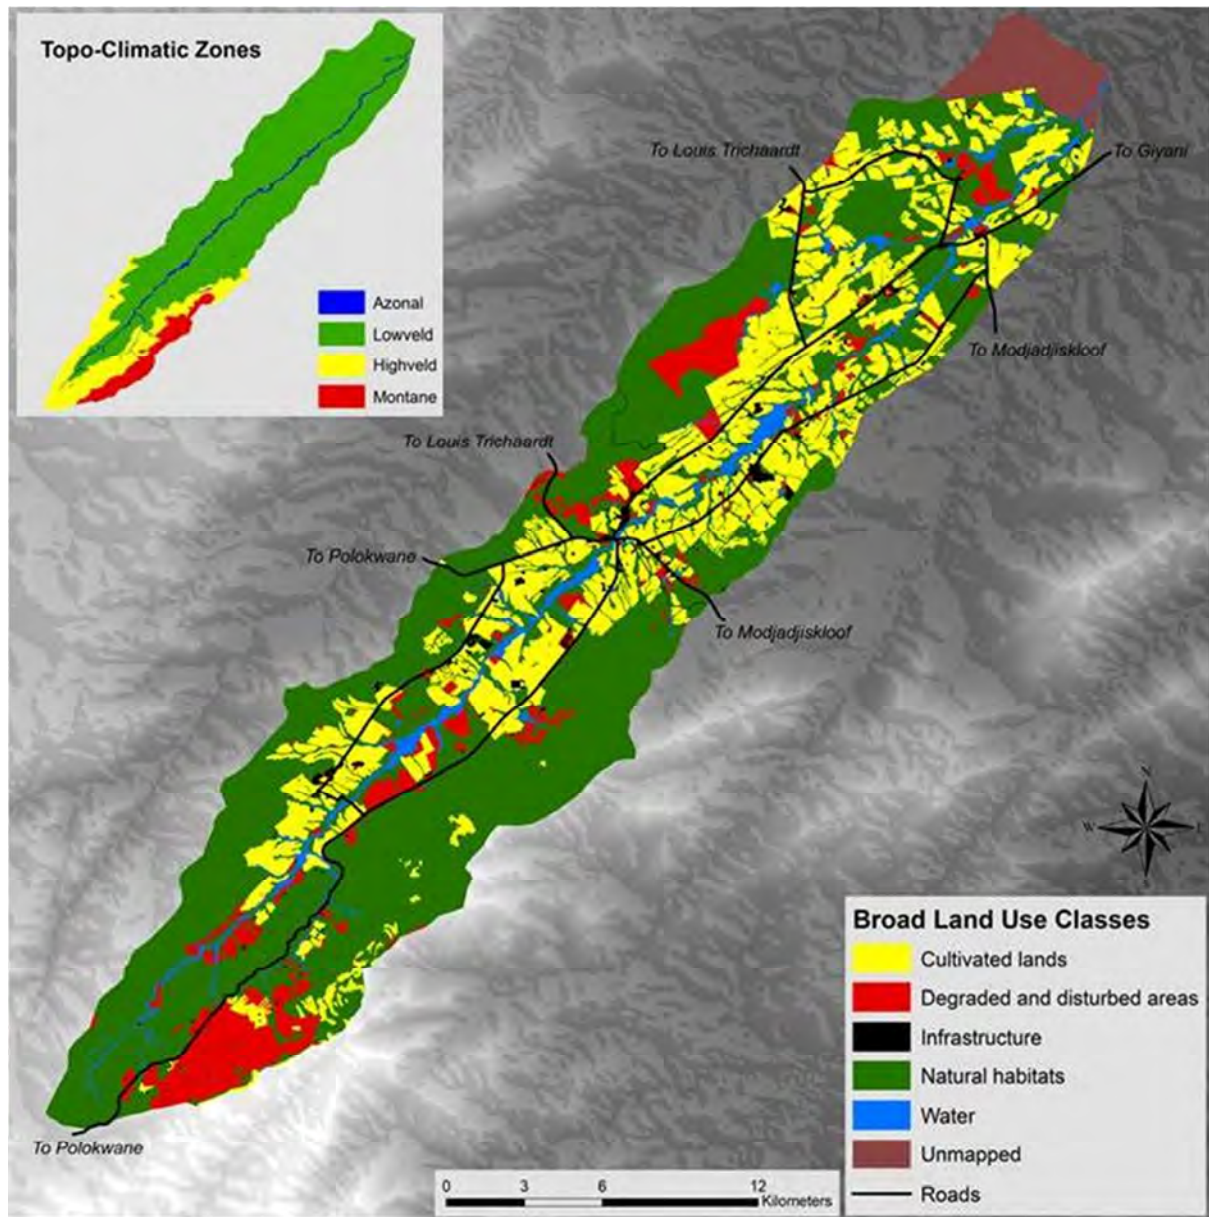 Topo-Climatic Zones
Azonal
Lowveld
Highveld
Montane
To Louis Trichaardt
To Giyani
To Modjadjiskloof
To Louis Trichaardt
To Polokwane
To Modjadjiskloof
N
W
E
S
Broad Land Use Classes
Cultivated lands
Degraded and disturbed areas
Infrastructure
Natural habitats
Water
Unmapped
Roads
To Polokwane
0 3 6 12
Kilometers